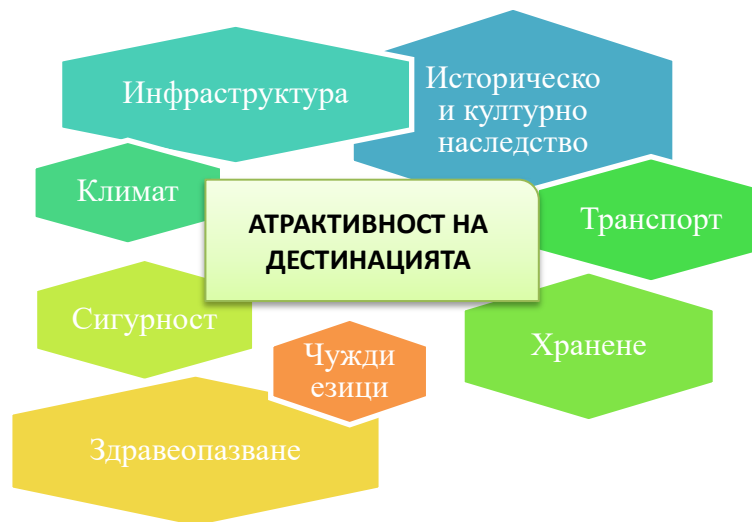 Инфраструктура
Историческо
и културно
наследство
Климат
АТРАКТИВНОСТ НА
ДЕСТИНАЦИЯТА
Транспорт
Сигурност
Чужди
езици
Хранене
Здравеопазване